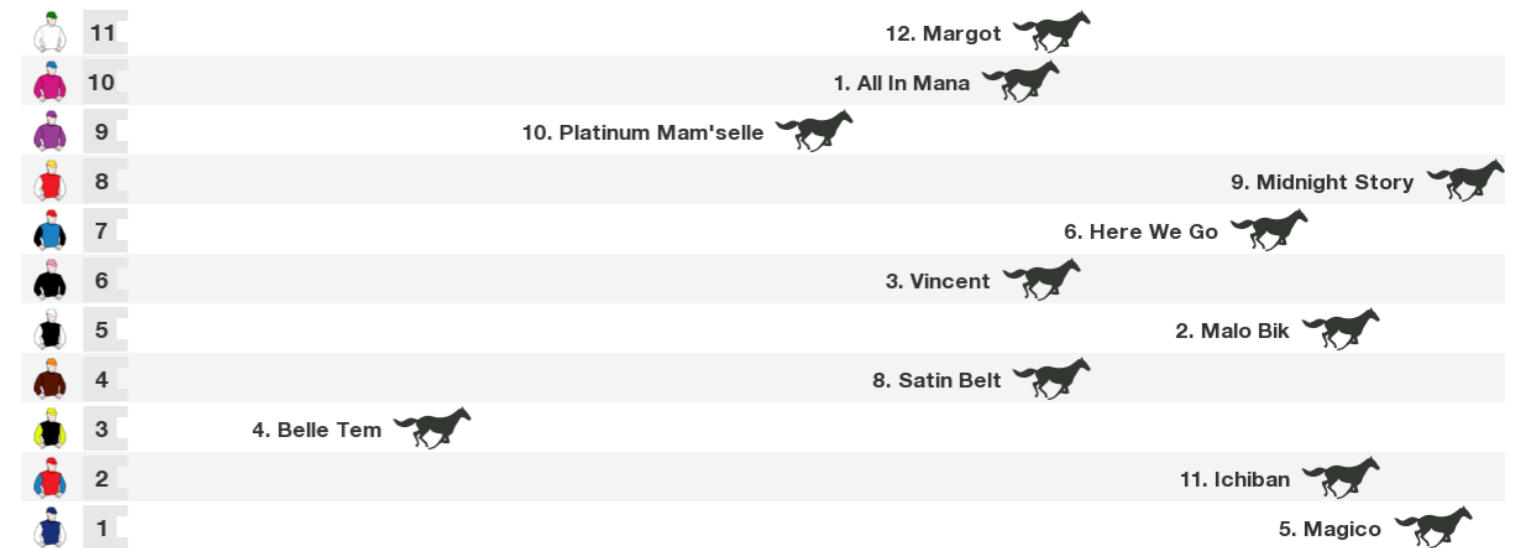 11 12. Margot
10 1. All In Mana
9 10. Platinum Mam'selle
8 9. Midnight Story
7 6. Here We Go
6 3. Vincent
5 2. Malo Bik
4 8. Satin Belt
3 4. Belle Tem
2 11. Ichiban
1 5. Magico